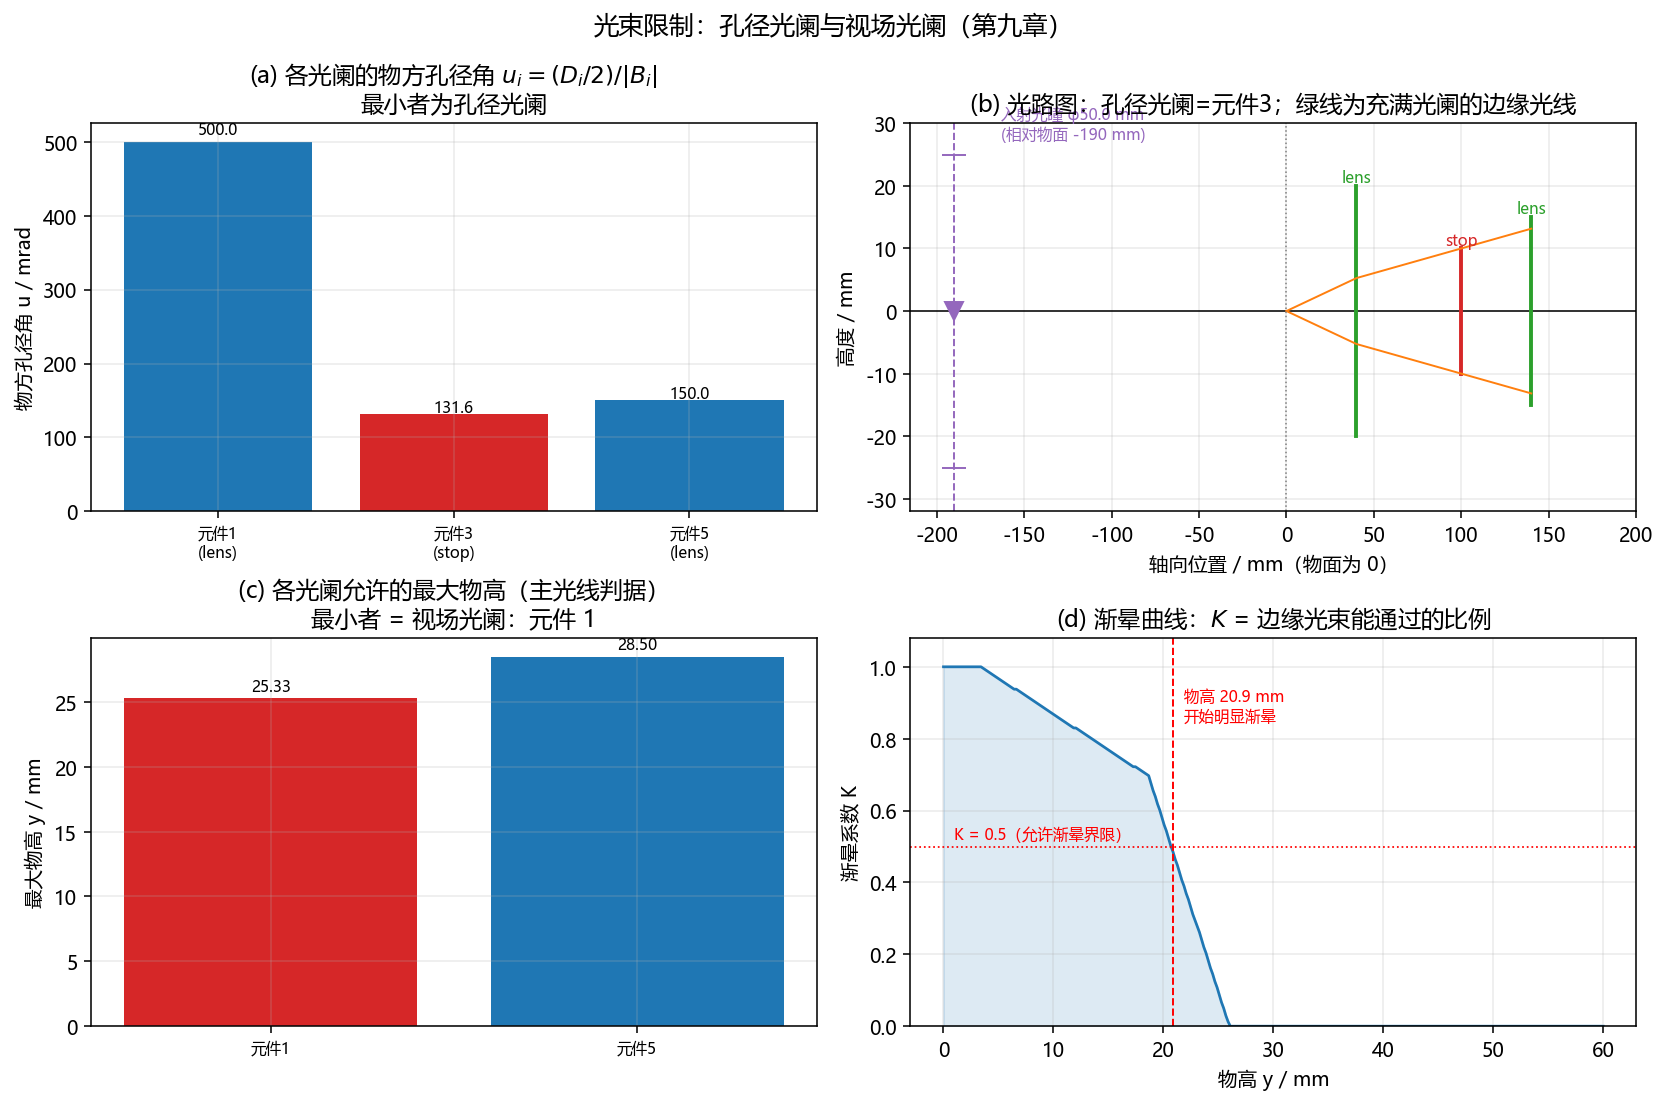 光束限制：孔径光阑与视场光阑（第九章）
(a) 各光阑的物方孔径角 u_i = (D_i/2)/|B_i|
最小者为孔径光阑
物方孔径角 u / mrad
500
400
300
200
100
0
500.0
131.6
150.0
元件1
(lens)
元件3
(stop)
元件5
(lens)
(b) 光路图：孔径光阑=元件3；绿线为充满光阑的边缘光线
入射光瞳 φ50.0 mm
(相对物面 -190 mm)
高度 / mm
30
20
10
0
-10
-20
-30
lens
stop
lens
-200
-150
-100
-50
0
50
100
150
200
轴向位置 / mm（物面为 0）
(c) 各光阑允许的最大物高（主光线判据）
最小者 = 视场光阑：元件 1
最大物高 y / mm
25
20
15
10
5
0
25.33
28.50
元件1
元件5
(d) 渐晕曲线：K = 边缘光束能通过的比例
渐晕系数 K
1.0
0.8
0.6
0.4
0.2
0.0
物高 20.9 mm
开始明显渐晕
K = 0.5（允许渐晕界限）
0
10
20
30
40
50
60
物高 y / mm